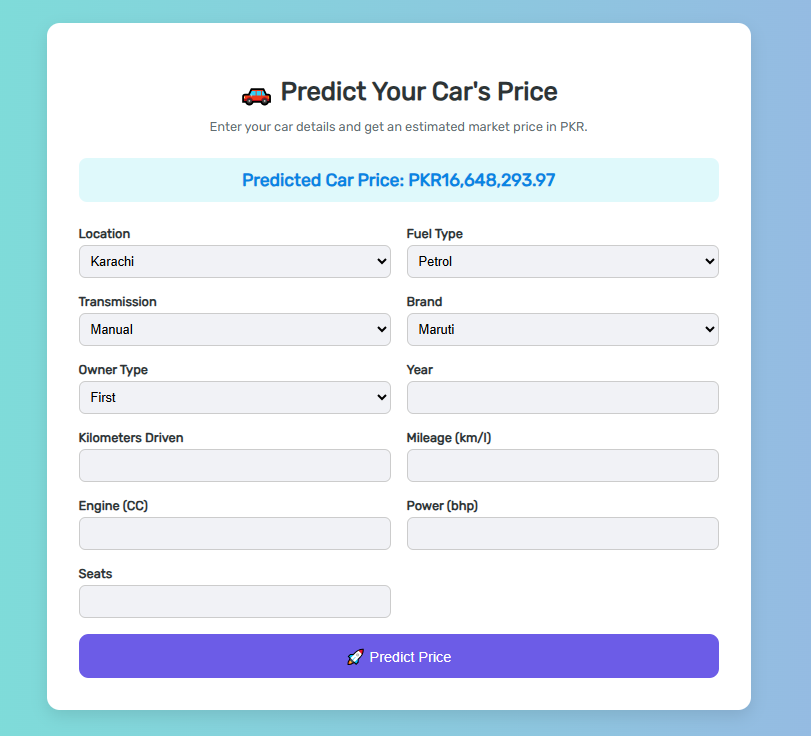 Predict Your Car's Price
Enter your car details and get an estimated market price in PKR.
Predicted Car Price: PKR16,648,293.97
Location
Fuel Type
Karachi
Petrol
Transmission
Brand
Manual
Maruti
Owner Type
Year
First
Kilometers Driven
Mileage (km/l)
Engine (CC)
Power (bhp)
Seats
Predict Price